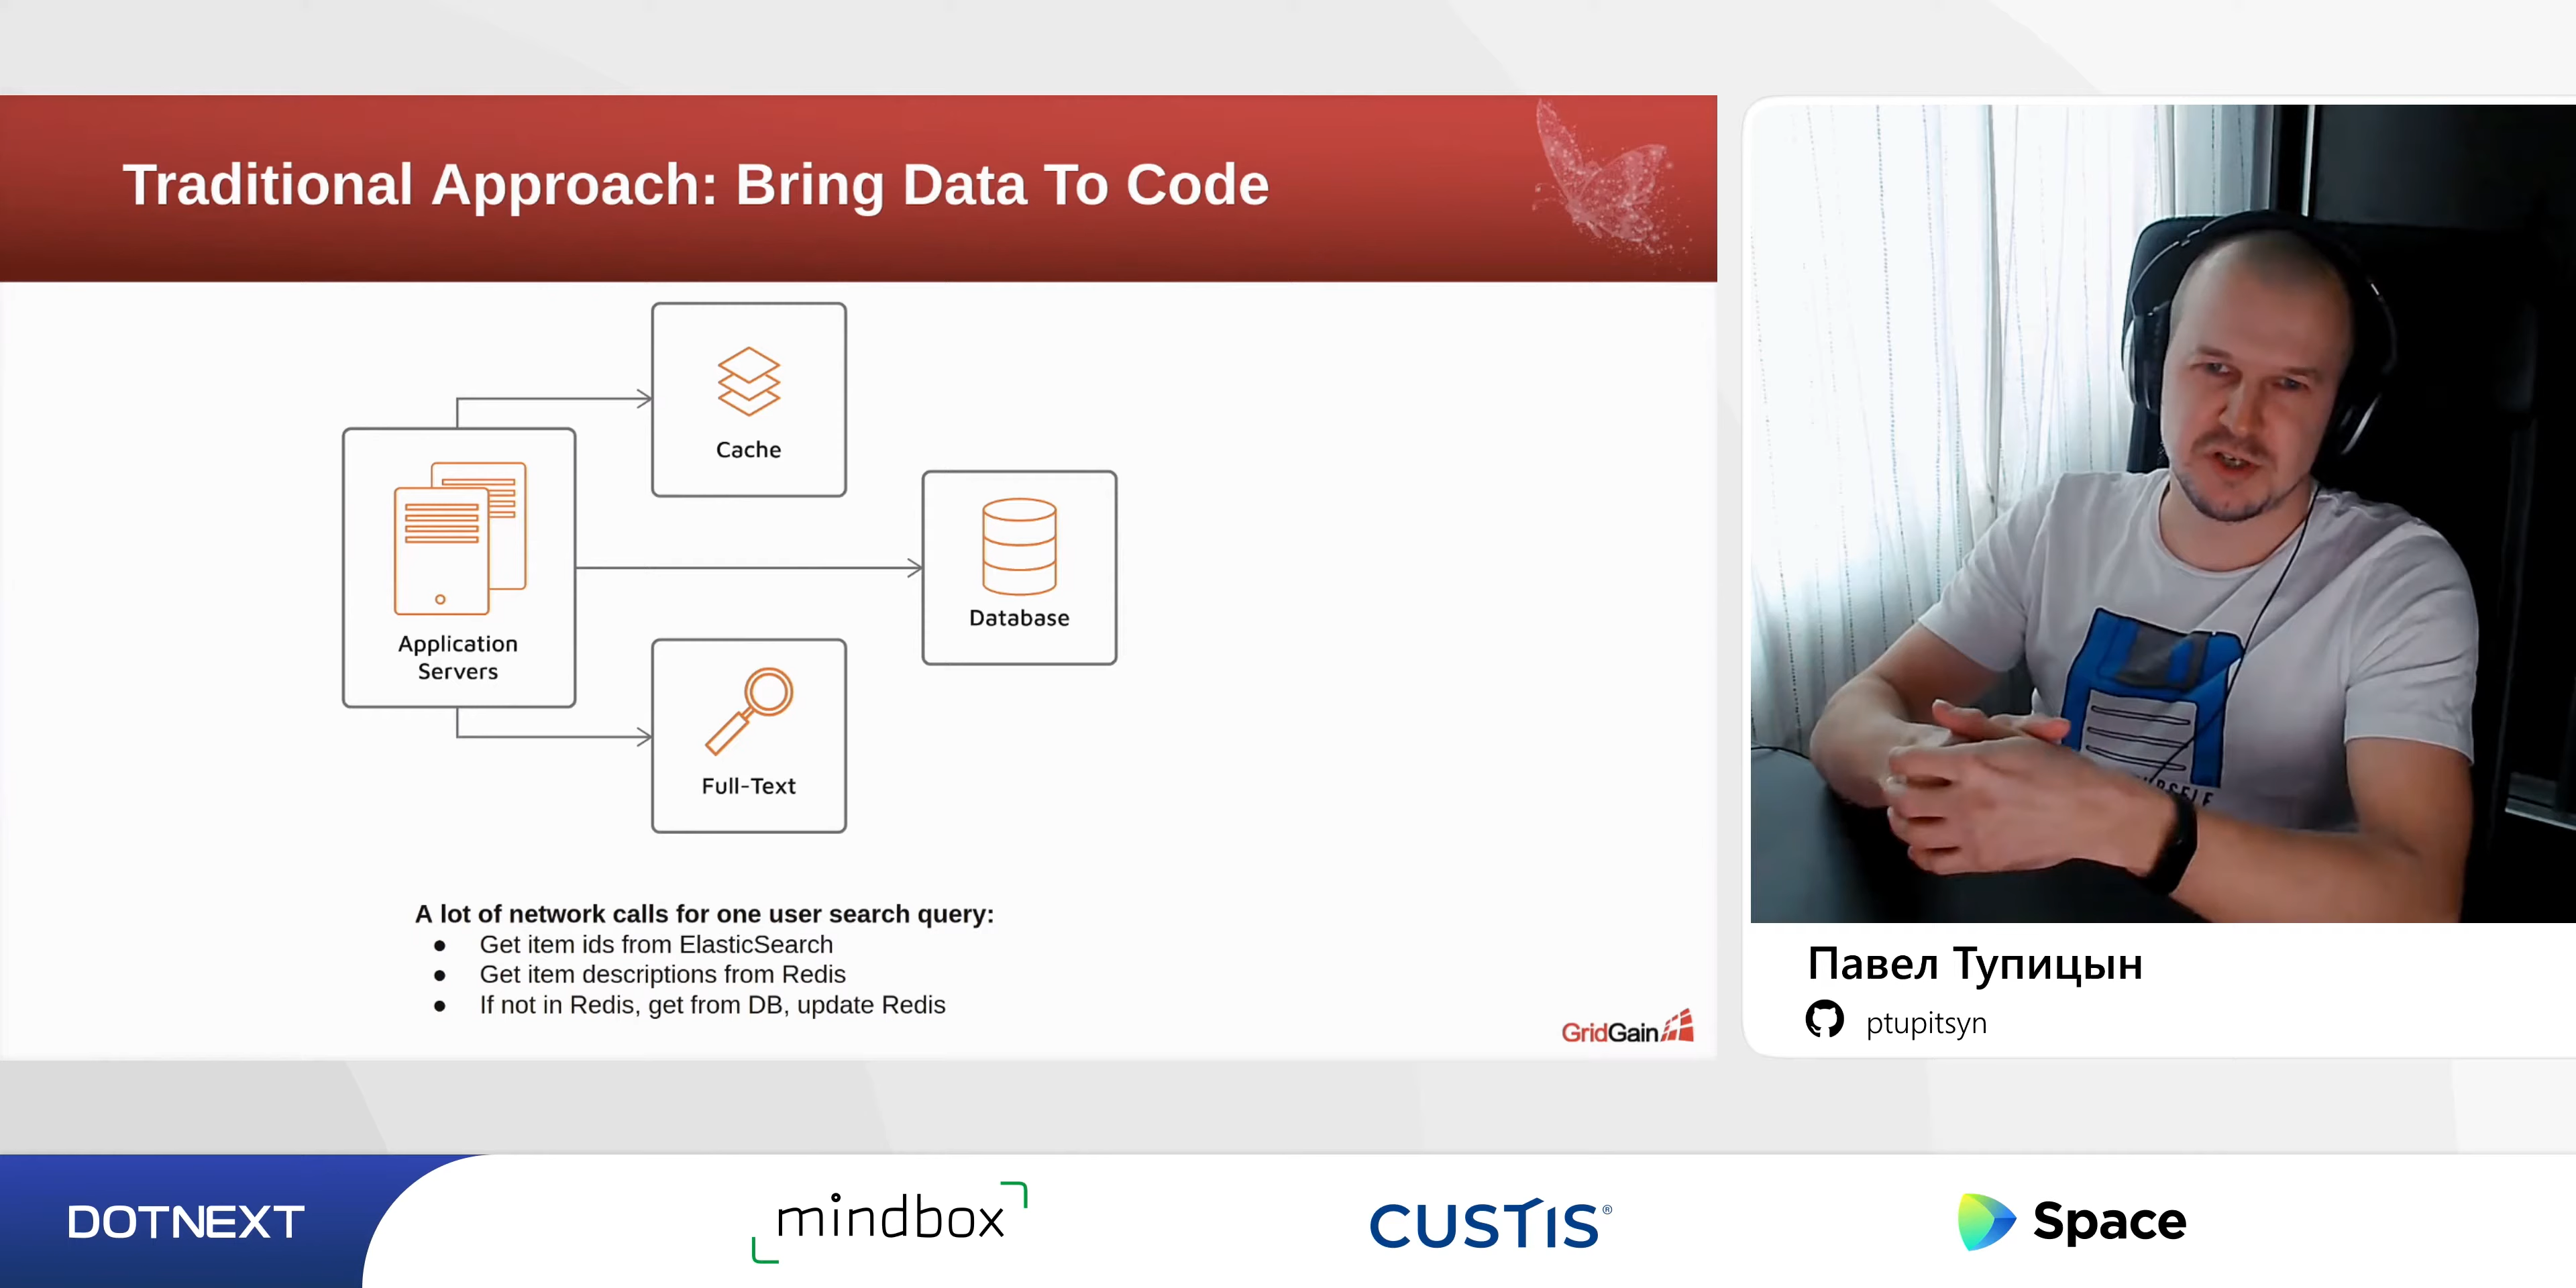 Traditional Approach: Bring Data To Code
Cache
Application
Servers
Database
Full-Text
A lot of network calls for one user search query:
● Get item ids from ElasticSearch
● Get item descriptions from Redis
● If not in Redis, get from DB, update Redis
GridGain
Павел Тупицын
ptupitsyn
DOTNEXT
mindbox
CUSTIS®
Space